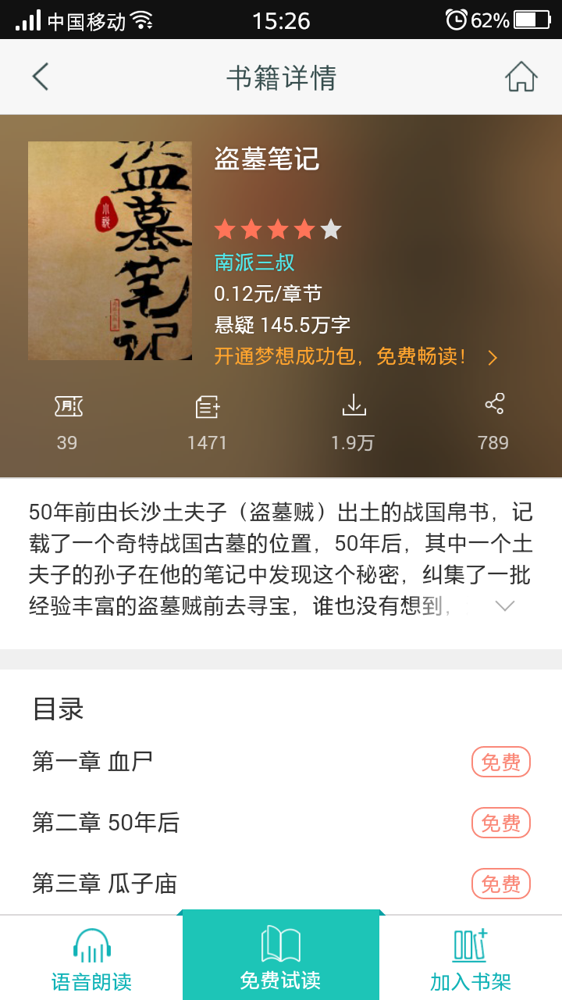 中国移动 15:26 62%
书籍详情
盗墓笔记
小说
盗墓笔记
南派三叔
0.12元/章节
悬疑 145.5万字
开通梦想成功包，免费畅读！
月
39 1471 1.9万 789
50年前由长沙土夫子（盗墓贼）出土的战国帛书，记
载了一个奇特战国古墓的位置，50年后，其中一个土
夫子的孙子在他的笔记中发现这个秘密，纠集了一批
经验丰富的盗墓贼前去寻宝，谁也没有想到，
目录
第一章 血尸 免费
第二章 50年后 免费
第三章 瓜子庙 免费
语音朗读 免费试读 加入书架